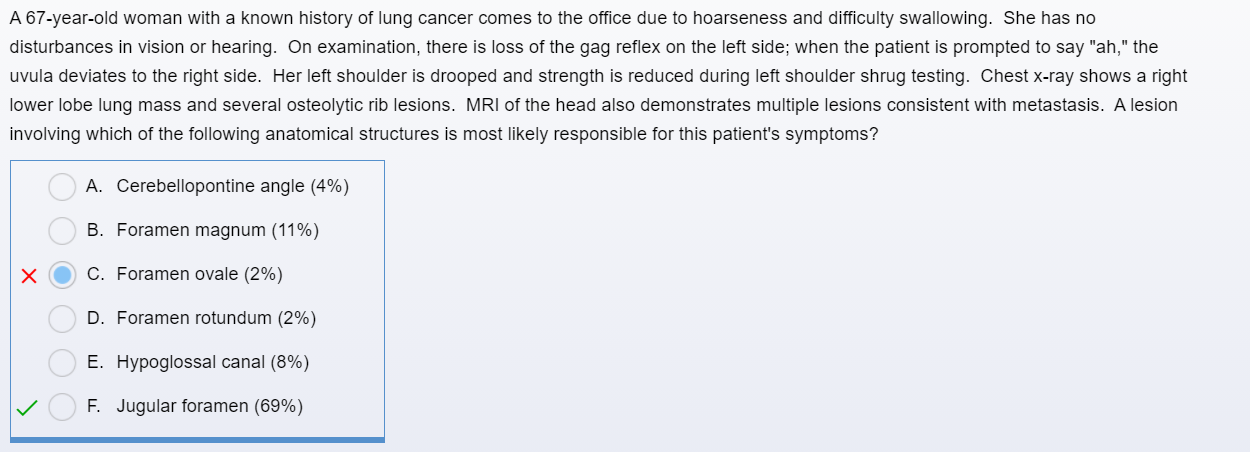 A 67-year-old woman with a known history of lung cancer comes to the office due to hoarseness and difficulty swallowing.  She has no
disturbances in vision or hearing.  On examination, there is loss of the gag reflex on the left side; when the patient is prompted to say "ah," the
uvula deviates to the right side.  Her left shoulder is drooped and strength is reduced during left shoulder shrug testing.  Chest x-ray shows a right
lower lobe lung mass and several osteolytic rib lesions.  MRI of the head also demonstrates multiple lesions consistent with metastasis.  A lesion
involving which of the following anatomical structures is most likely responsible for this patient's symptoms?
A. Cerebellopontine angle (4%)
B. Foramen magnum (11%)
C. Foramen ovale (2%)
D. Foramen rotundum (2%)
E. Hypoglossal canal (8%)
F. Jugular foramen (69%)